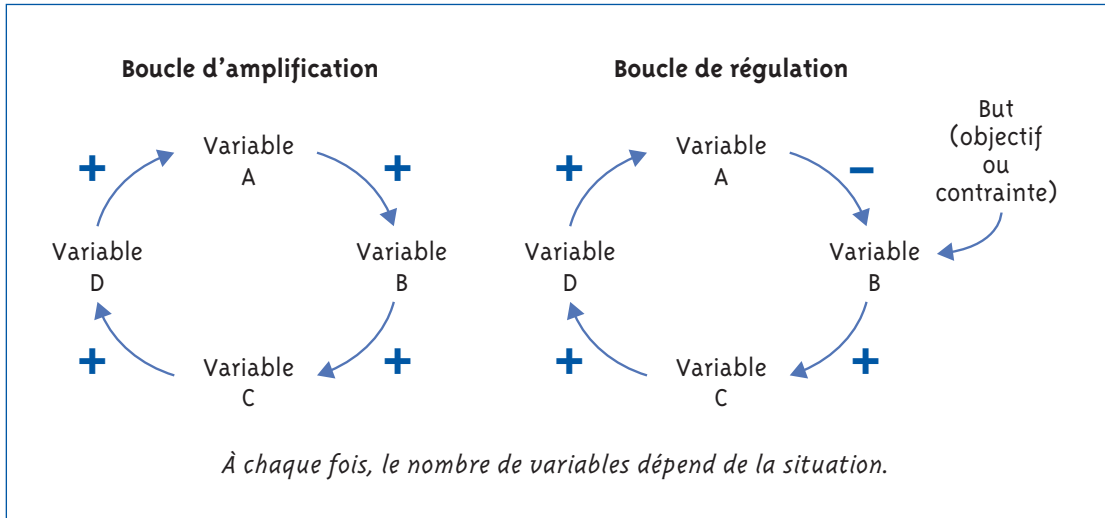 Boucle d'amplification
Variable
A
+
+
Variable
D
Variable
B
+
+
Variable
C
Boucle de régulation
Variable
A
+
–
But
(objectif
ou
contrainte)
Variable
D
Variable
B
+
+
Variable
C
À chaque fois, le nombre de variables dépend de la situation.